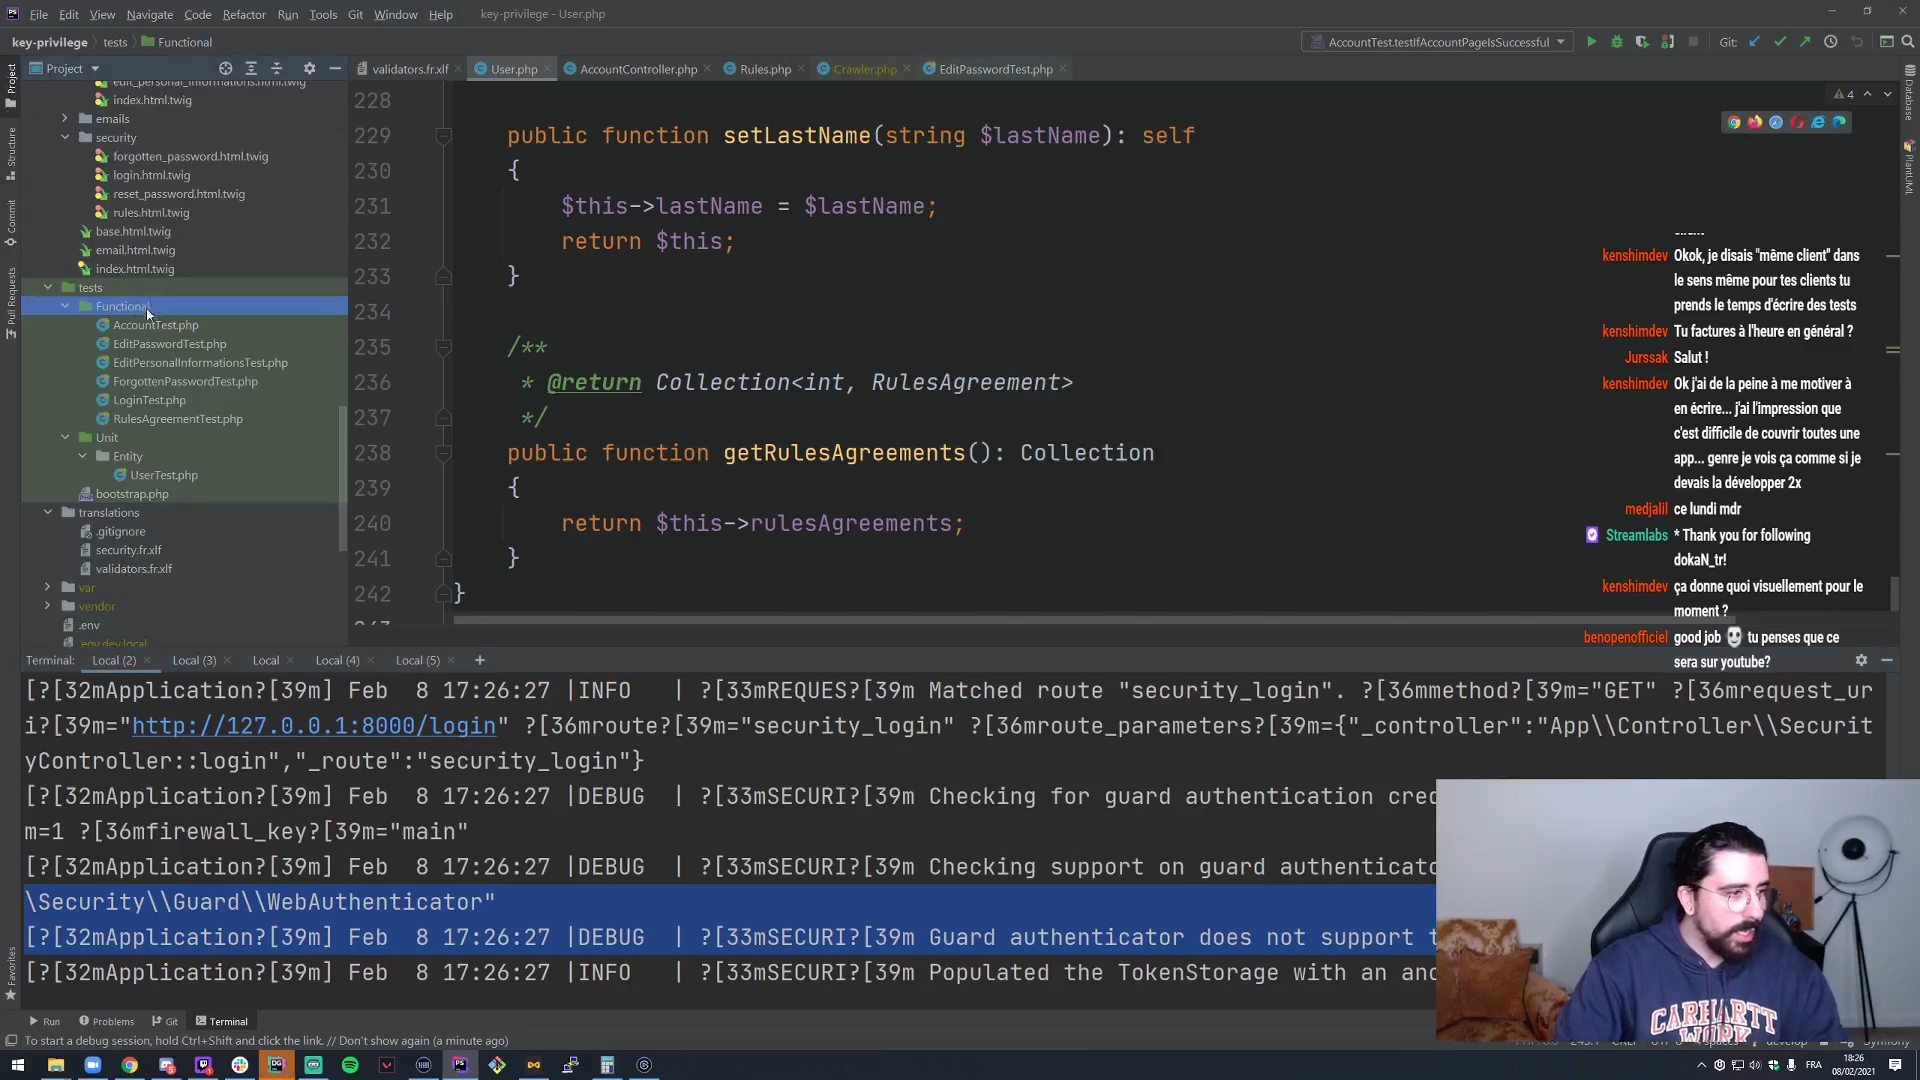 File Edit View Navigate Code Refactor Run Tools Git Window Help key-privilege - User.php
key-privilege tests Functional AccountTest.testIfAccountPageIsSuccessful Git:
Project validators.fr.xlf User.php AccountController.php Rules.php Crawler.php EditPasswordTest.php
edit_personal_informations.html.twig
index.html.twig
emails
security
forgotten_password.html.twig
login.html.twig
reset_password.html.twig
rules.html.twig
base.html.twig
email.html.twig
index.html.twig
tests
Functional
AccountTest.php
EditPasswordTest.php
EditPersonalInformationsTest.php
ForgottenPasswordTest.php
LoginTest.php
RulesAgreementTest.php
Unit
Entity
UserTest.php
bootstrap.php
translations
.gitignore
security.fr.xlf
validators.fr.xlf
var
vendor
.env
.env.dev.local
Project
Structure
Commit
Pull Requests
Favorites
Database
PlantUML
4
228
229 public function setLastName(string $lastName): self
230 {
231 $this->lastName = $lastName;
232 return $this;
233 }
234
235 /**
236 * @return Collection<int, RulesAgreement>
237 */
238 public function getRulesAgreements(): Collection
239 {
240 return $this->rulesAgreements;
241 }
242 }
client
kenshimdev Okok, je disais "même client" dans
le sens même pour tes clients tu
prends le temps d'écrire des tests
kenshimdev Tu factures à l'heure en général ?
Jurssak Salut !
kenshimdev Ok j'ai de la peine à me motiver à
en écrire... j'ai l'impression que
c'est difficile de couvrir toutes une
app... genre je vois ça comme si je
devais la développer 2x
medjalil ce lundi mdr
Streamlabs * Thank you for following
dokaN_tr!
kenshimdev ça donne quoi visuellement pour le
moment ?
benopenofficiel good job tu penses que ce
sera sur youtube?
Terminal: Local (2) Local (3) Local Local (4) Local (5)
[?[32mApplication?[39m] Feb 8 17:26:27 |INFO | ?[33mREQUES?[39m Matched route "security_login". ?[36mmethod?[39m="GET" ?[36mrequest_ur
i?[39m="http://127.0.0.1:8000/login" ?[36mroute?[39m="security_login" ?[36mroute_parameters?[39m={"_controller":"App\\Controller\\Securit
yController::login","_route":"security_login"}
[?[32mApplication?[39m] Feb 8 17:26:27 |DEBUG | ?[33mSECURI?[39m Checking for guard authentication cred
m=1 ?[36mfirewall_key?[39m="main"
[?[32mApplication?[39m] Feb 8 17:26:27 |DEBUG | ?[33mSECURI?[39m Checking support on guard authenticato
\Security\\Guard\\WebAuthenticator"
[?[32mApplication?[39m] Feb 8 17:26:27 |DEBUG | ?[33mSECURI?[39m Guard authenticator does not support t
[?[32mApplication?[39m] Feb 8 17:26:27 |INFO | ?[33mSECURI?[39m Populated the TokenStorage with an ano
CARHARTT
WORK
Run Problems Git Terminal
To start a debug session, hold Ctrl+Shift and click the link. // Don't show again (a minute ago)
FRA 18:26
08/02/2021